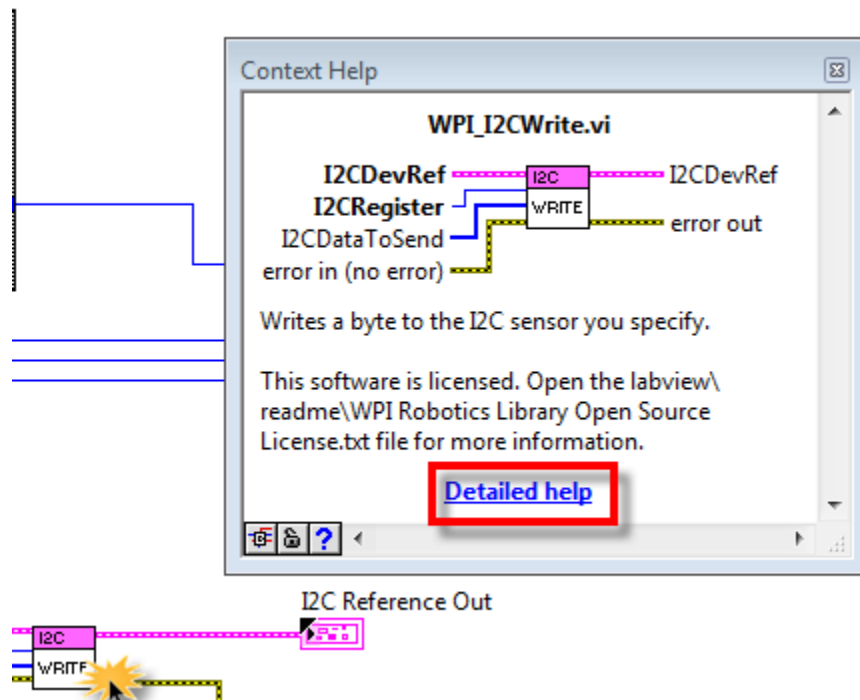 Context Help
WPI_I2CWrite.vi
I2CDevRef I2C I2CDevRef
I2CRegister WRITE
I2CDataToSend error out
error in (no error)
Writes a byte to the I2C sensor you specify.
This software is licensed. Open the labview\
readme\WPI Robotics Library Open Source
License.txt file for more information.
Detailed help
?
I2C Reference Out
I2C
WRITE